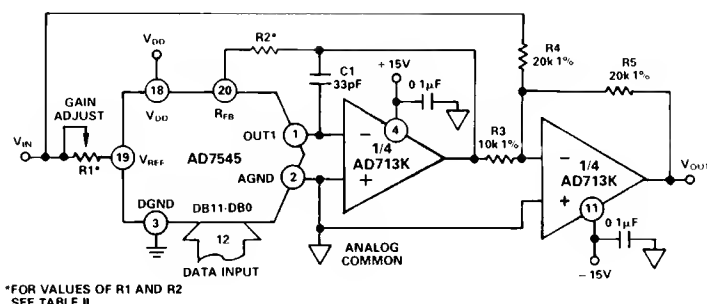 R2*
R4
20k 1%
R5
20k 1%
VDD
C1
33pF
+ 15V
0 1µF
GAIN
ADJUST
18
VDD
20
RFB
OUT1
1
4
R3
10k 1%
VIN
R1*
19
VREF
AD7545
1/4
AD713K
AGND
2
1/4
AD713K
VOUT
DGND
3
DB11-DB0
12
DATA INPUT
ANALOG
COMMON
11
0 1µF
- 15V
*FOR VALUES OF R1 AND R2
SEE TABLE II.